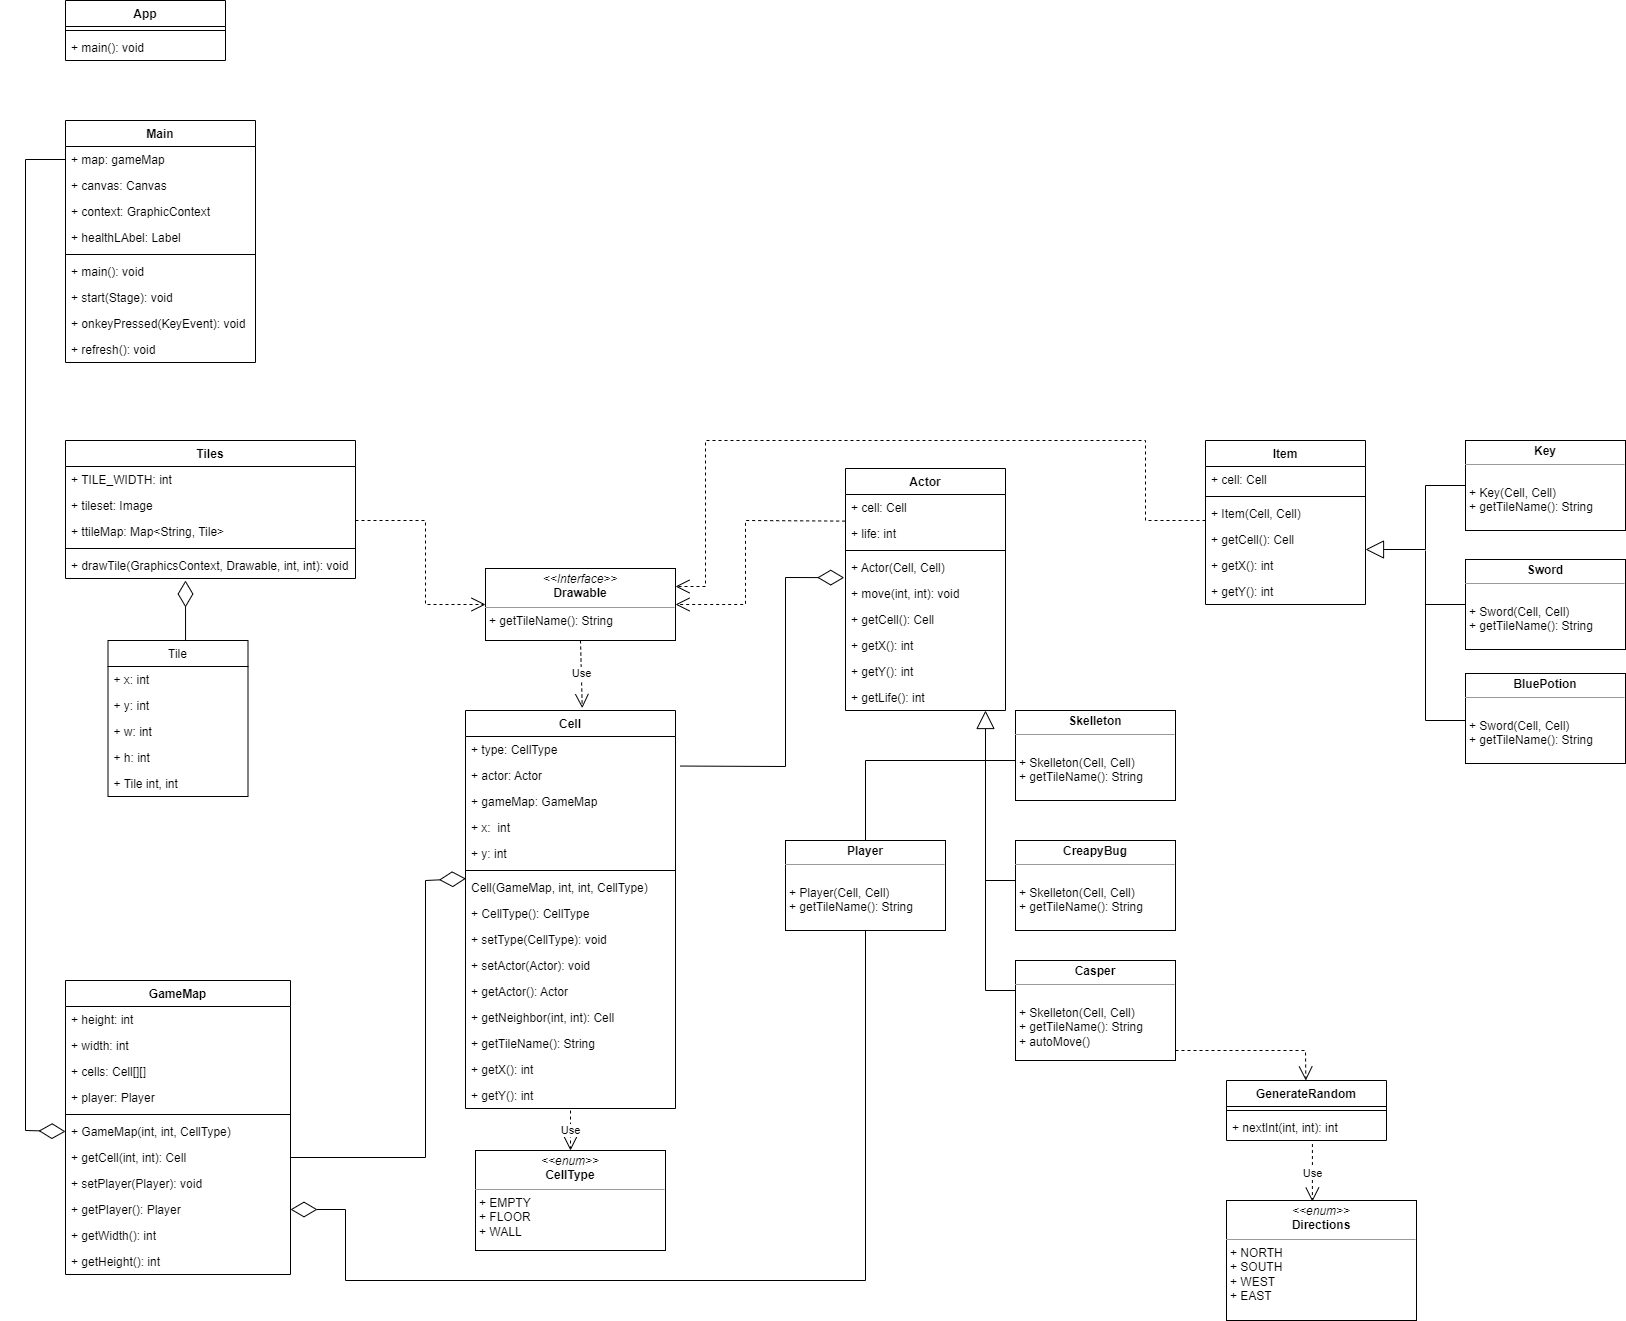 App
+ main(): void
Main
+ map: gameMap
+ canvas: Canvas
+ context: GraphicContext
+ healthLAbel: Label
+ main(): void
+ start(Stage): void
+ onkeyPressed(KeyEvent): void
+ refresh(): void
Tiles
+ TILE_WIDTH: int
+ tileset: Image
+ ttileMap: Map<String, Tile>
+ drawTile(GraphicsContext, Drawable, int, int): void
Tile
+ x: int
+ y: int
+ w: int
+ h: int
+ Tile int, int
<<Interface>>
Drawable
+ getTileName(): String
Use
Cell
+ type: CellType
+ actor: Actor
+ gameMap: GameMap
+ x:  int
+ y: int
Cell(GameMap, int, int, CellType)
+ CellType(): CellType
+ setType(CellType): void
+ setActor(Actor): void
+ getActor(): Actor
+ getNeighbor(int, int): Cell
+ getTileName(): String
+ getX(): int
+ getY(): int
Use
<<enum>>
CellType
+ EMPTY
+ FLOOR
+ WALL
Actor
+ cell: Cell
+ life: int
+ Actor(Cell, Cell)
+ move(int, int): void
+ getCell(): Cell
+ getX(): int
+ getY(): int
+ getLife(): int
Item
+ cell: Cell
+ Item(Cell, Cell)
+ getCell(): Cell
+ getX(): int
+ getY(): int
Key
+ Key(Cell, Cell)
+ getTileName(): String
Sword
+ Sword(Cell, Cell)
+ getTileName(): String
BluePotion
+ Sword(Cell, Cell)
+ getTileName(): String
Skelleton
+ Skelleton(Cell, Cell)
+ getTileName(): String
Player
+ Player(Cell, Cell)
+ getTileName(): String
CreapyBug
+ Skelleton(Cell, Cell)
+ getTileName(): String
Casper
+ Skelleton(Cell, Cell)
+ getTileName(): String
+ autoMove()
GameMap
+ height: int
+ width: int
+ cells: Cell[][]
+ player: Player
+ GameMap(int, int, CellType)
+ getCell(int, int): Cell
+ setPlayer(Player): void
+ getPlayer(): Player
+ getWidth(): int
+ getHeight(): int
GenerateRandom
+ nextInt(int, int): int
Use
<<enum>>
Directions
+ NORTH
+ SOUTH
+ WEST
+ EAST